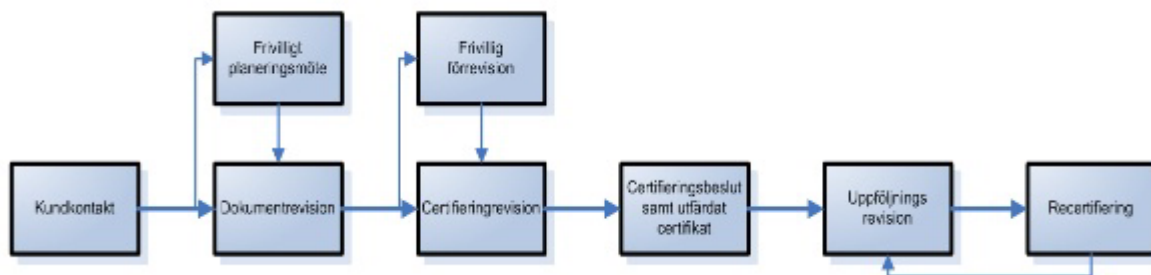 Frivilligt
planeringsmöte
Frivillig
förrevision
Kundkontakt
Dokumentrevision
Certifieringrevision
Certifieringsbeslut
samt utfärdat
certifikat
Uppföljnings
revision
Recertifiering